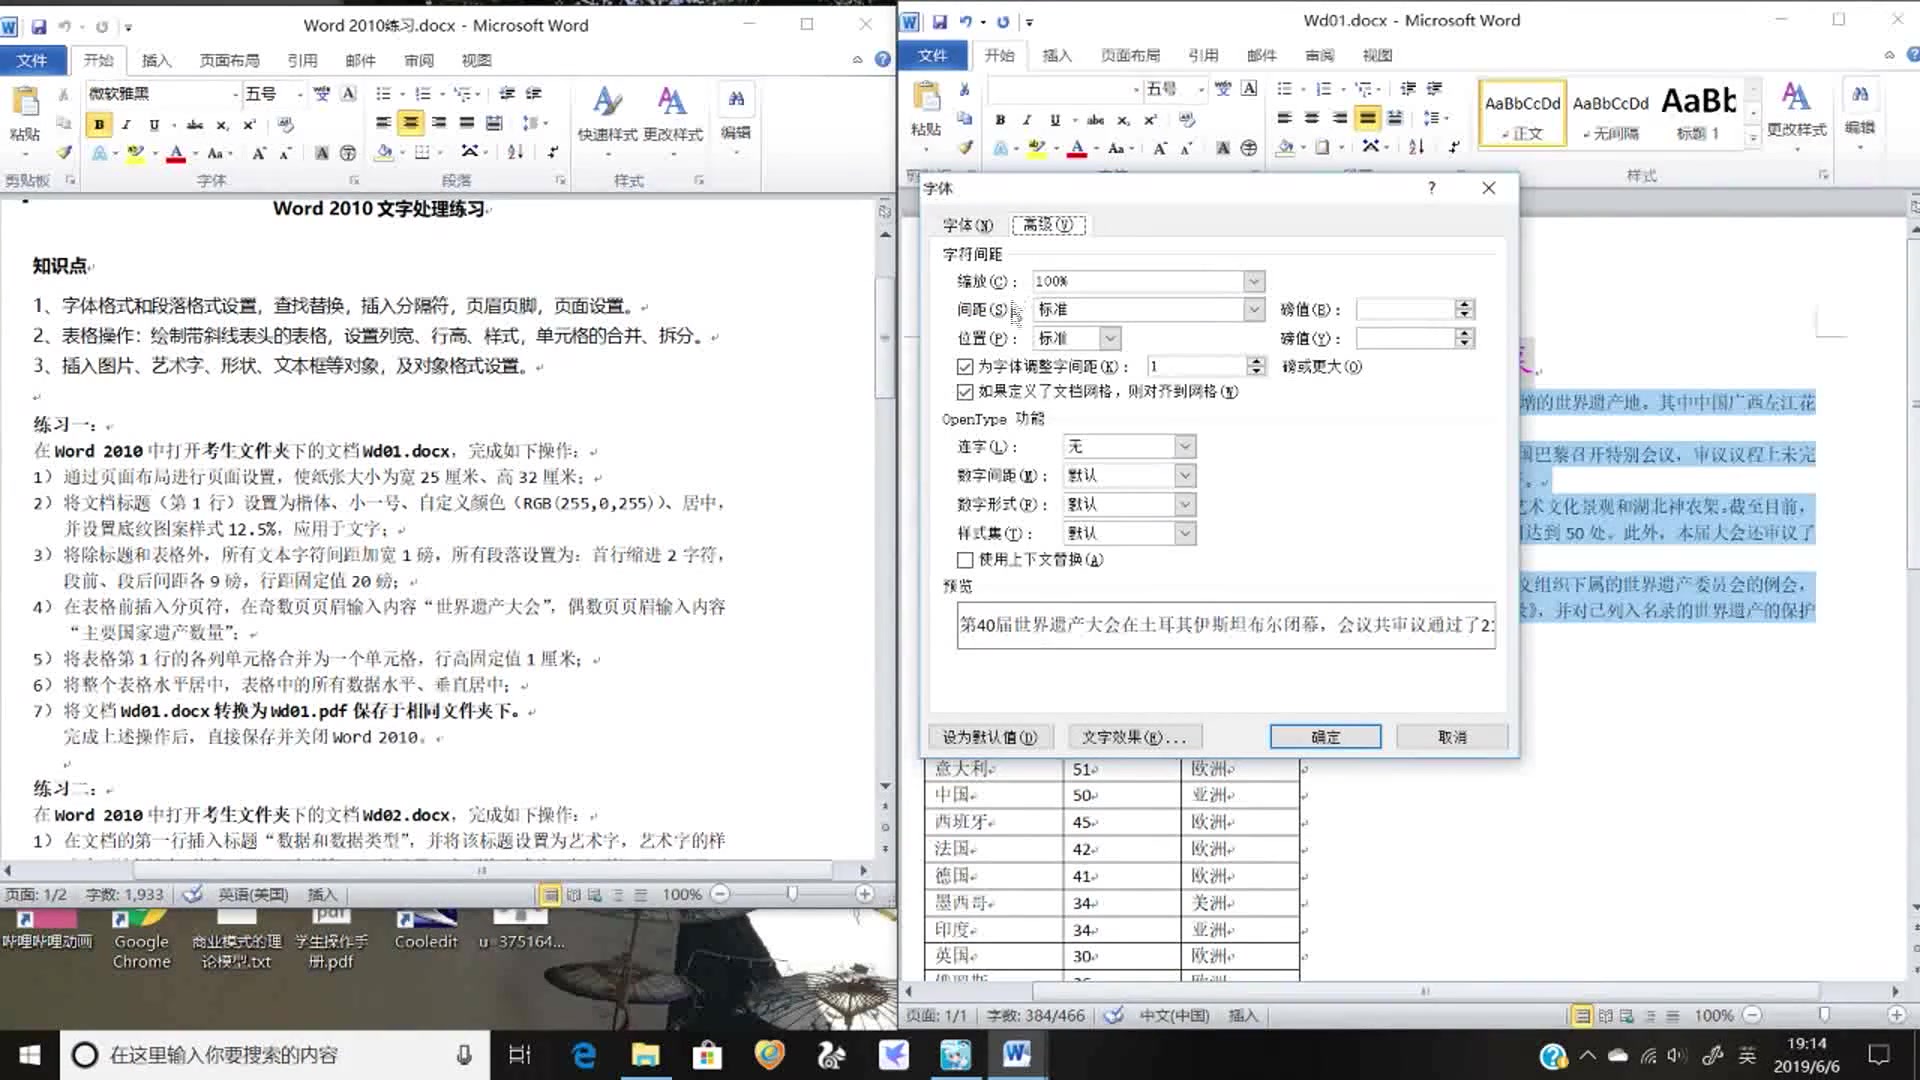 Word 2010练习.docx - Microsoft Word
文件 开始 插入 页面布局 引用 邮件 审阅 视图
微软雅黑 五号
粘贴 快速样式 更改样式 编辑
剪贴板 字体 段落 样式
Word 2010 文字处理练习
知识点
1、字体格式和段落格式设置，查找替换，插入分隔符，页眉页脚，页面设置。
2、表格操作：绘制带斜线表头的表格，设置列宽、行高、样式，单元格的合并、拆分。
3、插入图片、艺术字、形状、文本框等对象，及对象格式设置。
练习一：
在 Word 2010 中打开考生文件夹下的文档 Wd01.docx，完成如下操作：
1）通过页面布局进行页面设置，使纸张大小为宽 25 厘米、高 32 厘米；
2）将文档标题（第 1 行）设置为楷体、小一号、自定义颜色（RGB(255,0,255)）、居中，
并设置底纹图案样式 12.5%，应用于文字；
3）将除标题和表格外，所有文本字符间距加宽 1 磅，所有段落设置为：首行缩进 2 字符，
段前、段后间距各 9 磅，行距固定值 20 磅；
4）在表格前插入分页符，在奇数页页眉输入内容“世界遗产大会”，偶数页页眉输入内容
“主要国家遗产数量”；
5）将表格第 1 行的各列单元格合并为一个单元格，行高固定值 1 厘米；
6）将整个表格水平居中，表格中的所有数据水平、垂直居中；
7）将文档 Wd01.docx 转换为 Wd01.pdf 保存于相同文件夹下。
完成上述操作后，直接保存并关闭 Word 2010。
练习二：
在 Word 2010 中打开考生文件夹下的文档 Wd02.docx，完成如下操作：
1）在文档的第一行插入标题“数据和数据类型”，并将该标题设置为艺术字，艺术字的样
页面: 1/2 字数: 1,933 英语(美国) 插入 100%
哔哩哔哩动画 Google Chrome 商业模式的理论模型.txt 学生操作手册.pdf Cooledit u_375164...
Wd01.docx - Microsoft Word
文件 开始 插入 页面布局 引用 邮件 审阅 视图
五号
粘贴 AaBbCcDd 正文 AaBbCcDd 无间隔 AaBb 标题 1 更改样式 编辑
样式
字体
字体(N) 高级(V)
字符间距
缩放(C)： 100%
间距(S)： 标准 磅值(B)：
位置(P)： 标准 磅值(Y)：
为字体调整字间距(K)： 1 磅或更大(O)
如果定义了文档网格，则对齐到网格(W)
OpenType 功能
连字(L)： 无
数字间距(M)： 默认
数字形式(F)： 默认
样式集(T)： 默认
使用上下文替换(A)
预览
第40届世界遗产大会在土耳其伊斯坦布尔闭幕，会议共审议通过了21
设为默认值(D) 文字效果(E)... 确定 取消
增的世界遗产地。其中中国广西左江花
国巴黎召开特别会议，审议议程上未完
艺术文化景观和湖北神农架。截至目前，
达到 50 处。此外，本届大会还审议了
文组织下属的世界遗产委员会的例会，
》，并对已列入名录的世界遗产的保护
意大利 51 欧洲
中国 50 亚洲
西班牙 45 欧洲
法国 42 欧洲
德国 41 欧洲
墨西哥 34 美洲
印度 34 亚洲
英国 30 欧洲
页面: 1/1 字数: 384/466 中文(中国) 插入 100%
在这里输入你要搜索的内容
英 19:14
2019/6/6